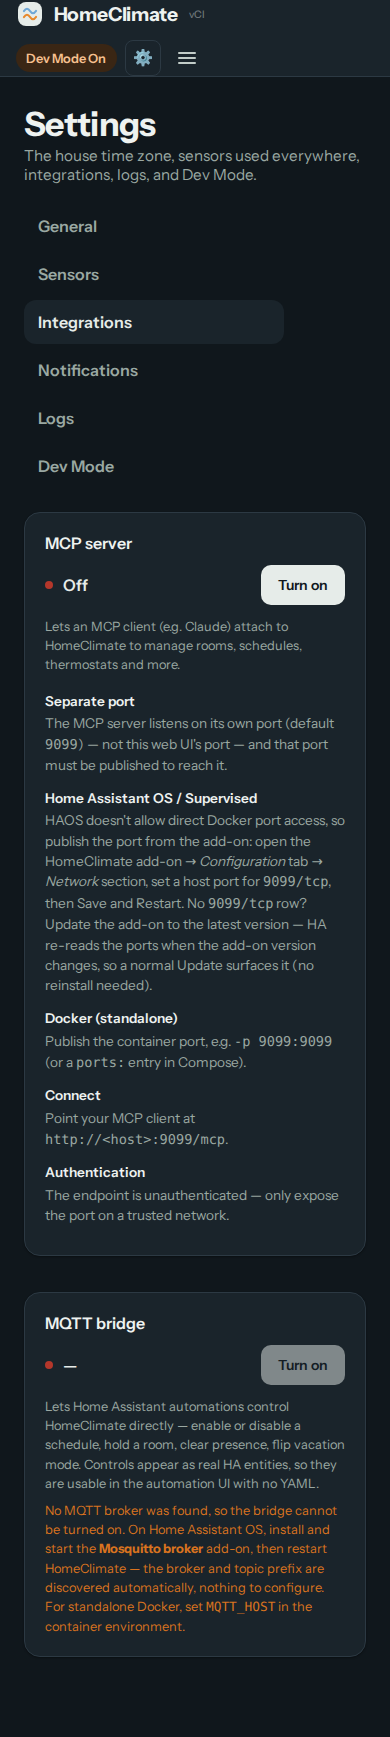 HomeClimate vCI
Dev Mode On
Settings
The house time zone, sensors used everywhere,
integrations, logs, and Dev Mode.
General
Sensors
Integrations
Notifications
Logs
Dev Mode
MCP server
Off
Turn on
Lets an MCP client (e.g. Claude) attach to
HomeClimate to manage rooms, schedules,
thermostats and more.
Separate port
The MCP server listens on its own port (default
9099) — not this web UI's port — and that port
must be published to reach it.
Home Assistant OS / Supervised
HAOS doesn't allow direct Docker port access, so
publish the port from the add-on: open the
HomeClimate add-on → Configuration tab →
Network section, set a host port for 9099/tcp,
then Save and Restart. No 9099/tcp row?
Update the add-on to the latest version — HA
re-reads the ports when the add-on version
changes, so a normal Update surfaces it (no
reinstall needed).
Docker (standalone)
Publish the container port, e.g. -p 9099:9099
(or a ports: entry in Compose).
Connect
Point your MCP client at
http://<host>:9099/mcp.
Authentication
The endpoint is unauthenticated — only expose
the port on a trusted network.
MQTT bridge
—
Turn on
Lets Home Assistant automations control
HomeClimate directly — enable or disable a
schedule, hold a room, clear presence, flip vacation
mode. Controls appear as real HA entities, so they
are usable in the automation UI with no YAML.
No MQTT broker was found, so the bridge cannot
be turned on. On Home Assistant OS, install and
start the Mosquitto broker add-on, then restart
HomeClimate — the broker and topic prefix are
discovered automatically, nothing to configure.
For standalone Docker, set MQTT_HOST in the
container environment.